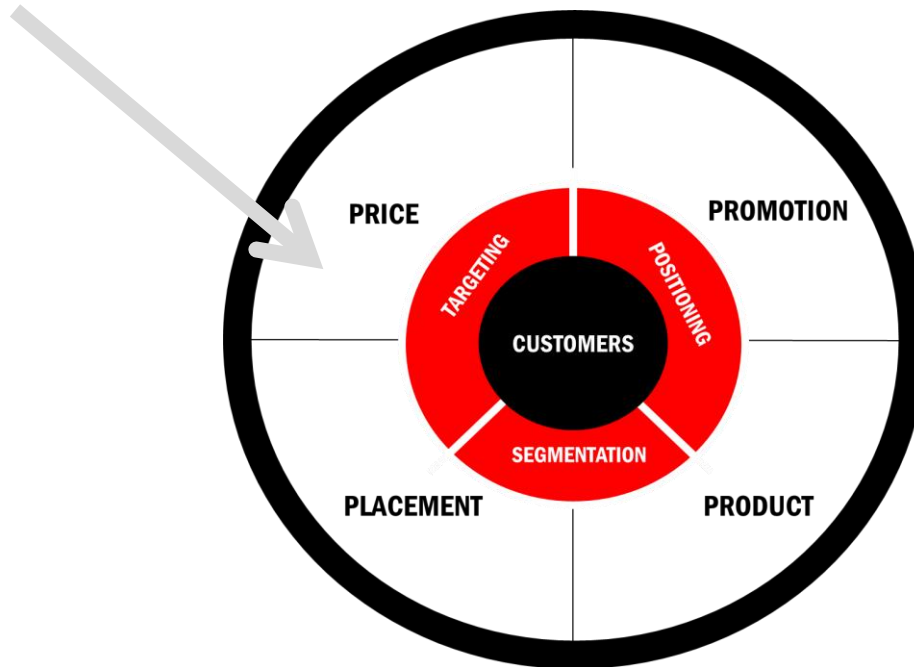 PRICE
PROMOTION
TARGETING
POSITIONING
CUSTOMERS
SEGMENTATION
PLACEMENT
PRODUCT